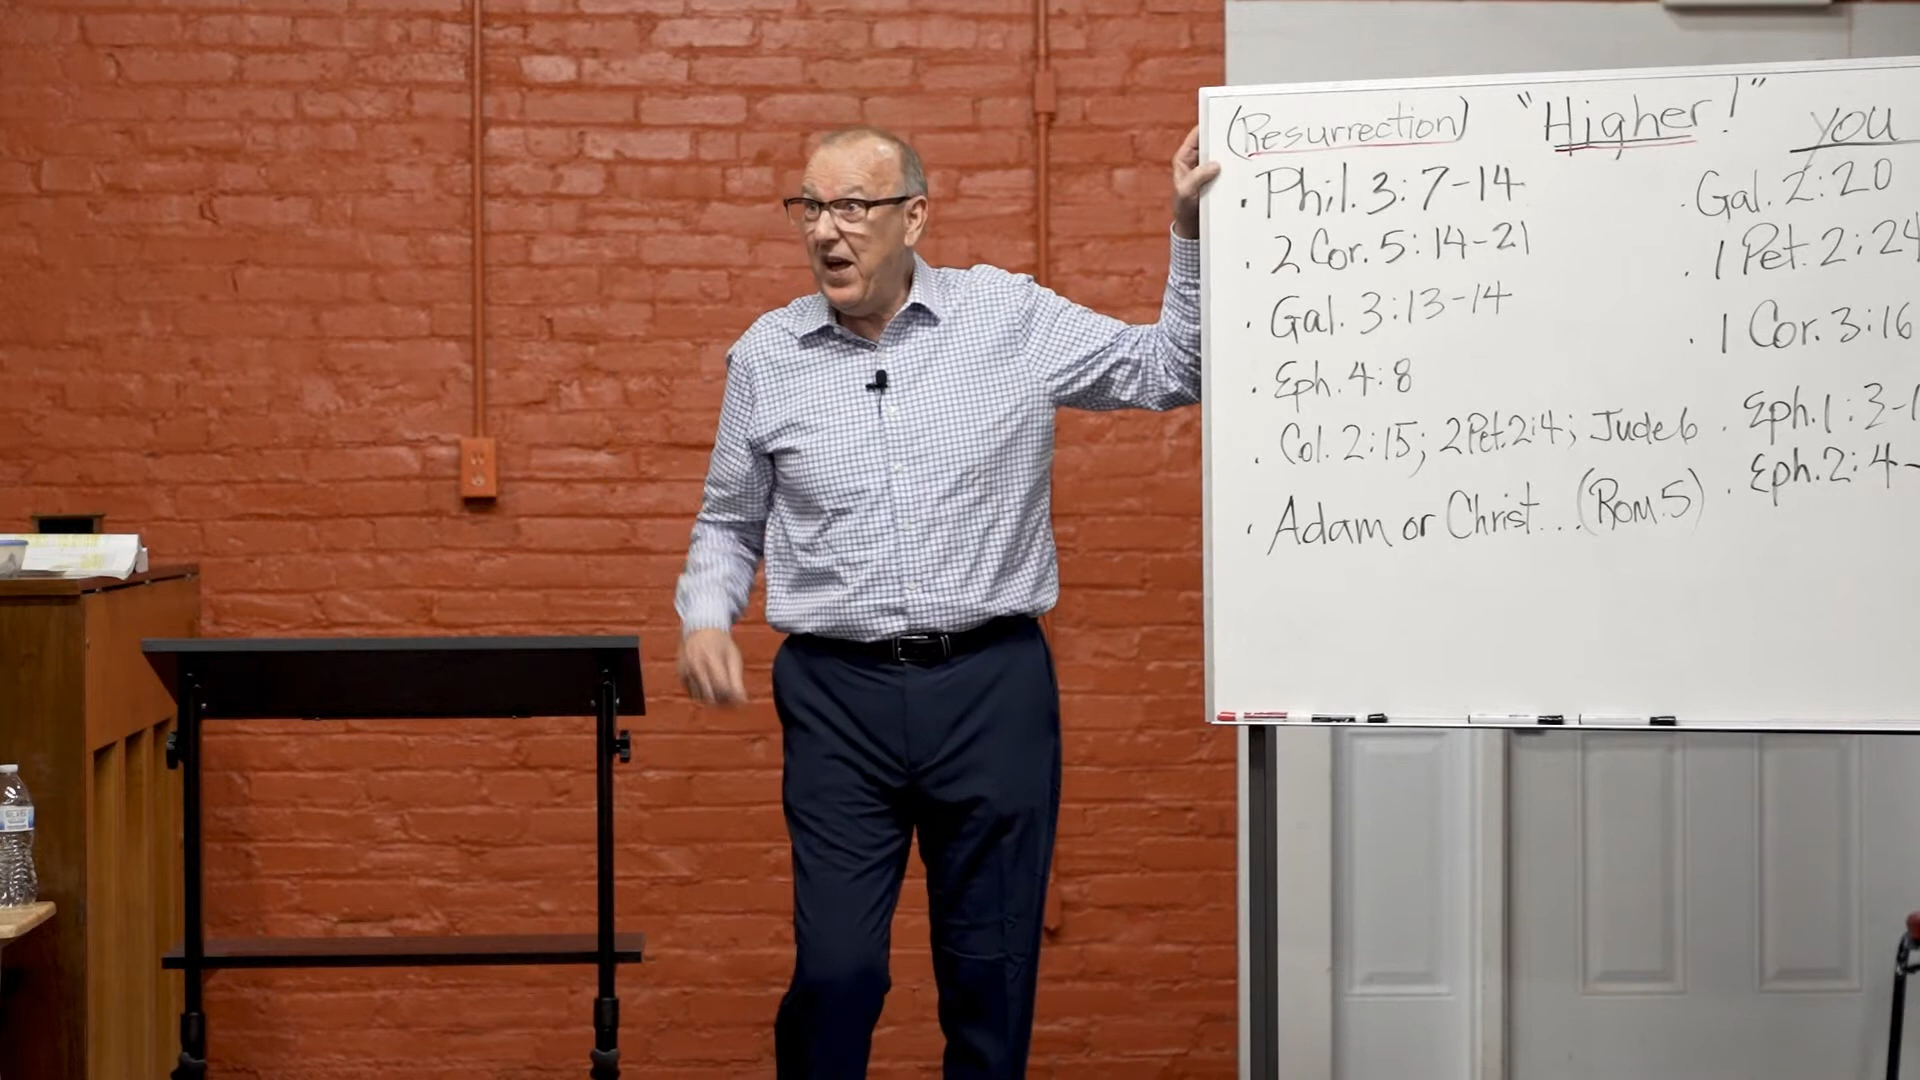 (Resurrection) "Higher!" you
· Phil. 3:7-14
· 2 Cor. 5:14-21
· Gal. 3:13-14
· Eph. 4:8
· Col. 2:15; 2 Pet. 2:4; Jude 6
· Adam or Christ... (Rom. 5)
· Gal. 2:20
· 1 Pet. 2:24
· 1 Cor. 3:16
· Eph. 1:3-1
· Eph. 2:4-